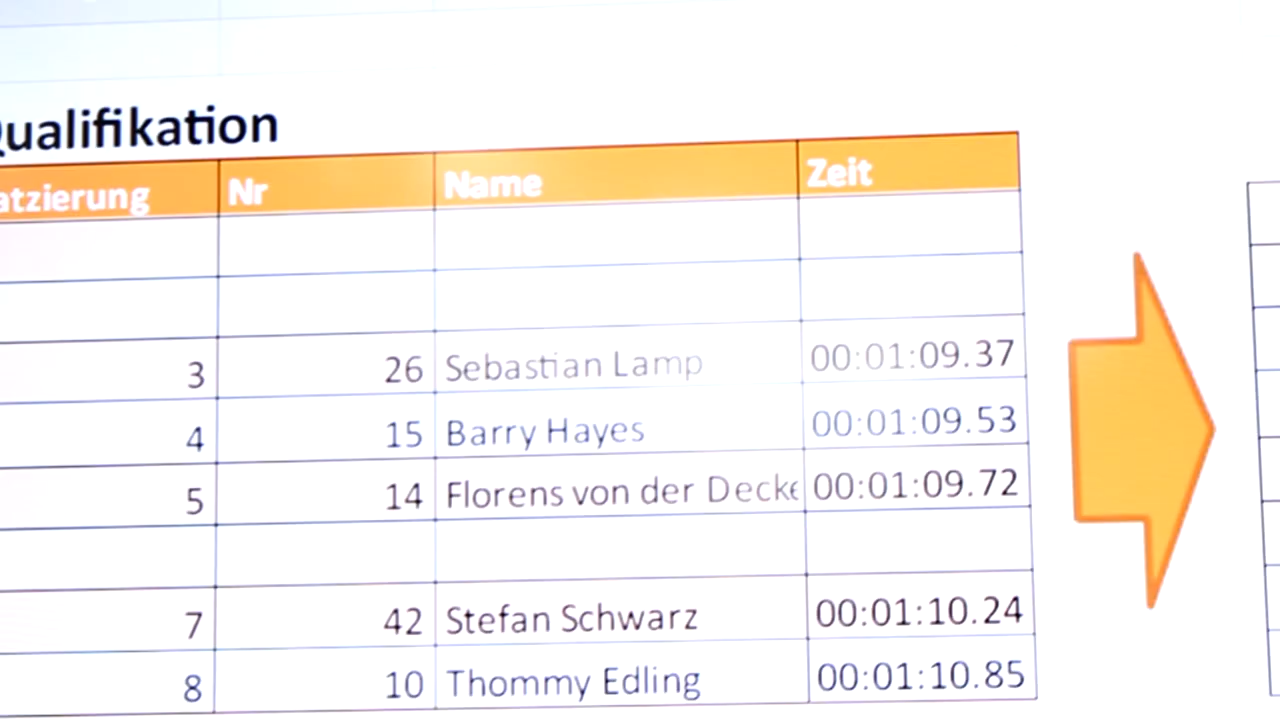 ualifikation
atzierung Nr Name Zeit
3 26 Sebastian Lamp 00:01:09.37
4 15 Barry Hayes 00:01:09.53
5 14 Florens von der Decke 00:01:09.72
7 42 Stefan Schwarz 00:01:10.24
8 10 Thommy Edling 00:01:10.85